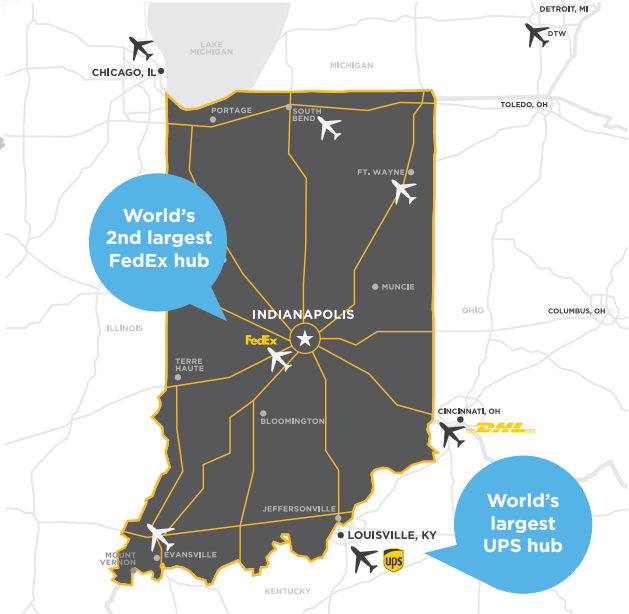 DETROIT, MI
DTW
LAKE
MICHIGAN
MICHIGAN
CHICAGO, IL
TOLEDO, OH
PORTAGE
SOUTH
BEND
FT. WAYNE
World's
2nd largest
FedEx hub
MUNCIE
INDIANAPOLIS
OHIO
COLUMBUS, OH
ILLINOIS
FedEx
TERRE
HAUTE
CINCINNATI, OH
DHL
BLOOMINGTON
World's
largest
UPS hub
JEFFERSONVILLE
LOUISVILLE, KY
ups
MOUNT
VERNON
EVANSVILLE
KENTUCKY